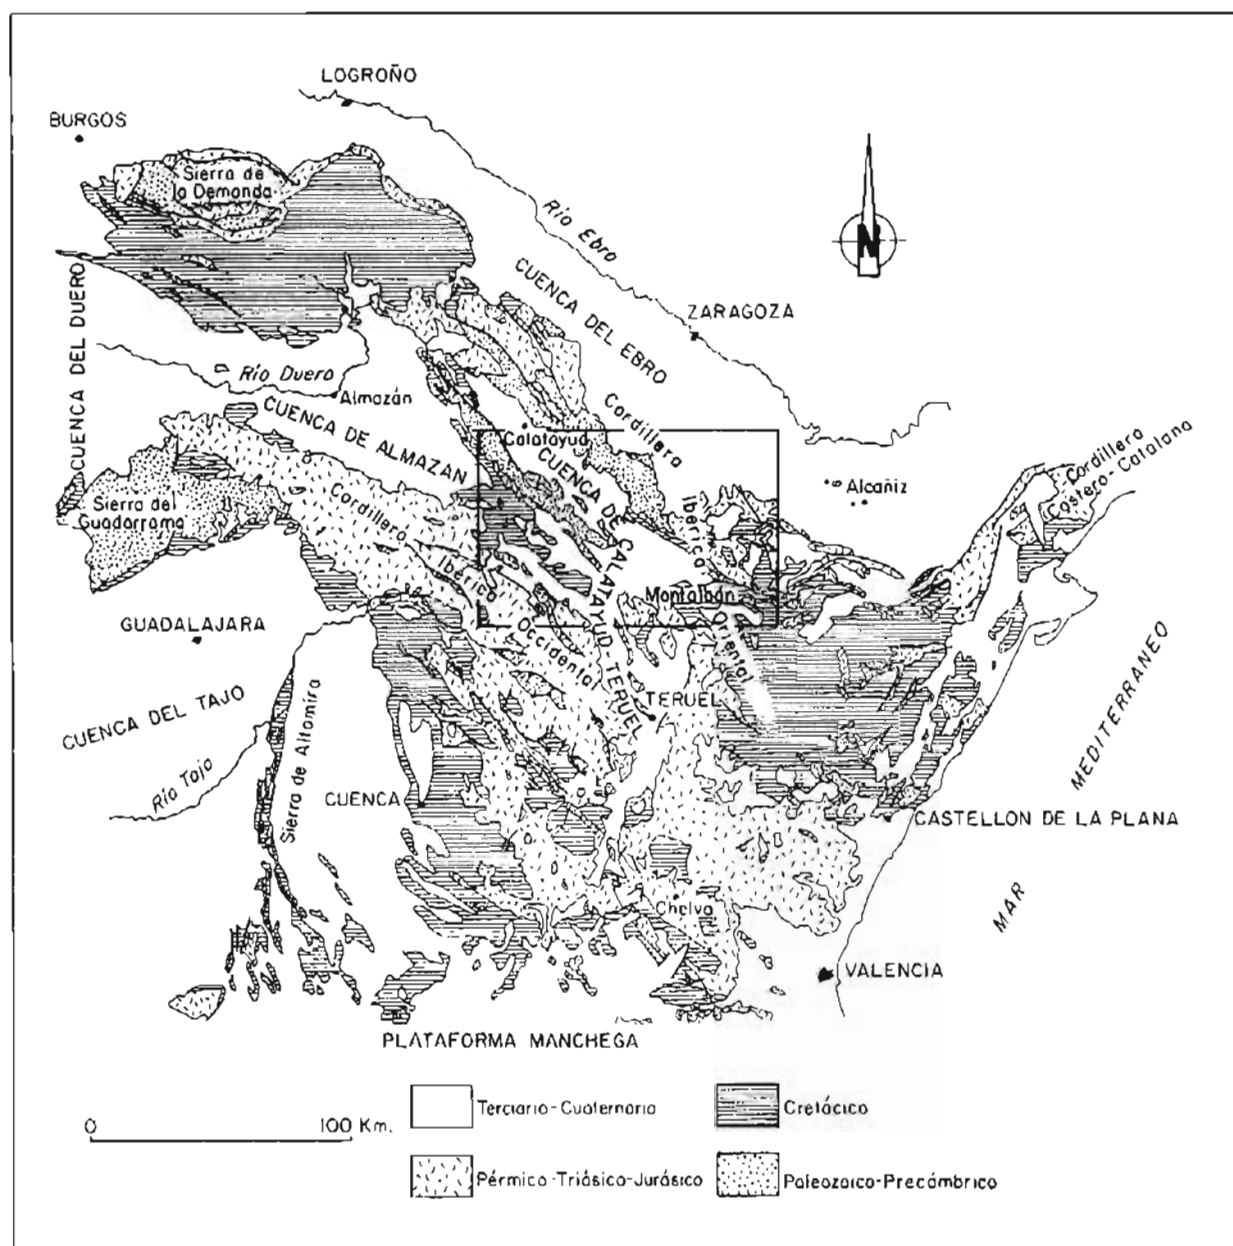 LOGROÑO
BURGOS
Sierra de
la Demanda
Río Ebro
CUENCA DEL EBRO
N
ZARAGOZA
CUENCA DEL DUERO
Río Duero
Almazán
CUENCA DE ALMAZAN
Calatayud
Cordillera
Ibérica
Oriental
CUENCA DE CALATAYUD-TERUEL
Alcañiz
Cordillera
Costero-Catalana
Sierra del
Guadarrama
Cordillera
Ibérica
Occidental
Montalbán
GUADALAJARA
TERUEL
CUENCA DEL TAJO
Río Tajo
Sierra de Altomira
CUENCA
MAR MEDITERRANEO
CASTELLON DE LA PLANA
Chelva
VALENCIA
PLATAFORMA MANCHEGA
0 100 Km.
Terciario-Cuaternario
Cretácico
Pérmico-Triásico-Jurásico
Paleozoico-Precámbrico